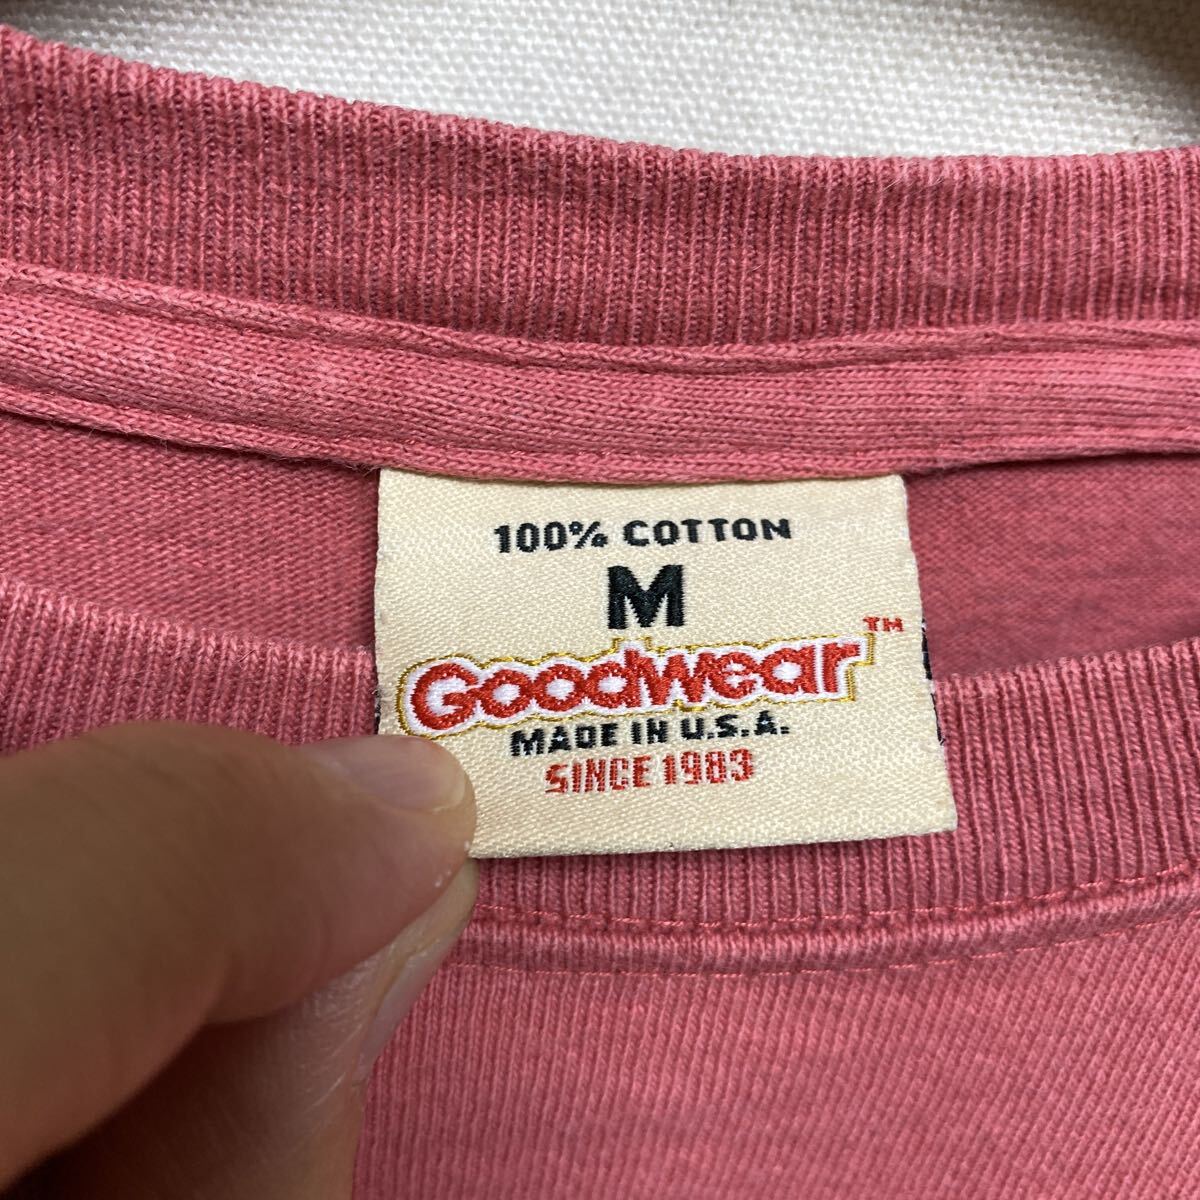 100% COTTON
M
Goodwear™
MADE IN U.S.A.
SINCE 1983